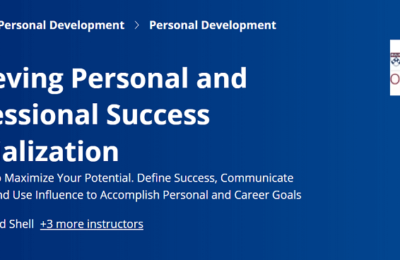 Personal Development > Personal Development
eving Personal and
essional Success
alization
o Maximize Your Potential. Define Success, Communicate
nd Use Influence to Accomplish Personal and Career Goals
d Shell +3 more instructors